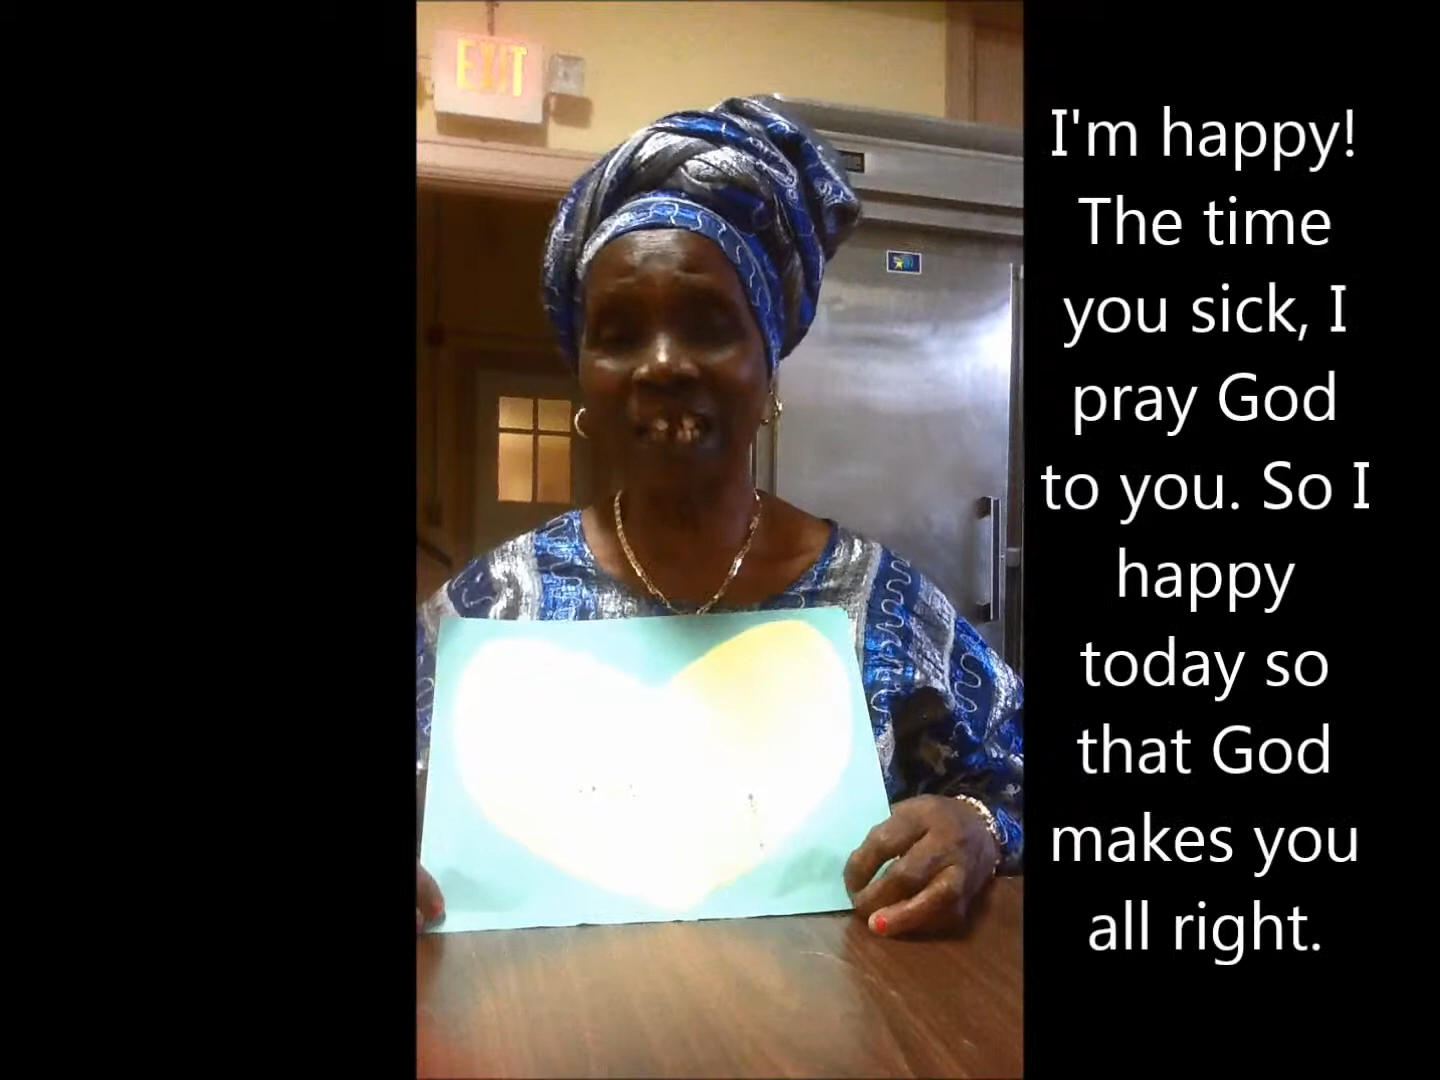 EXIT
I'm happy!
The time
you sick, I
pray God
to you. So I
happy
today so
that God
makes you
all right.